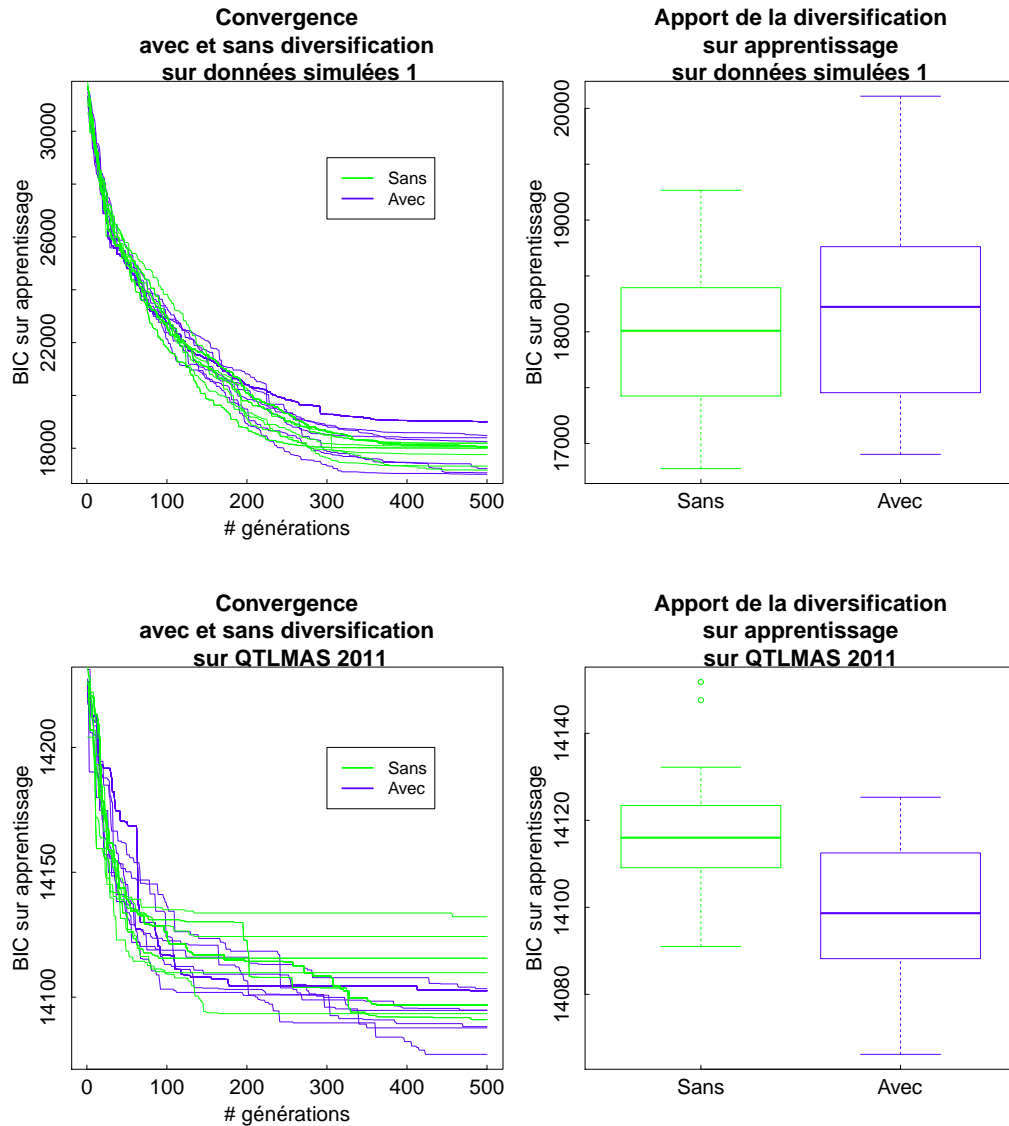 Convergence
avec et sans diversification
sur données simulées 1
BIC sur apprentissage
30000
26000
22000
18000
Sans
Avec
0 100 200 300 400 500
# générations
Apport de la diversification
sur apprentissage
sur données simulées 1
BIC sur apprentissage
20000
19000
18000
17000
Sans Avec
Convergence
avec et sans diversification
sur QTLMAS 2011
BIC sur apprentissage
14200
14150
14100
Sans
Avec
0 100 200 300 400 500
# générations
Apport de la diversification
sur apprentissage
sur QTLMAS 2011
BIC sur apprentissage
14140
14120
14100
14080
Sans Avec